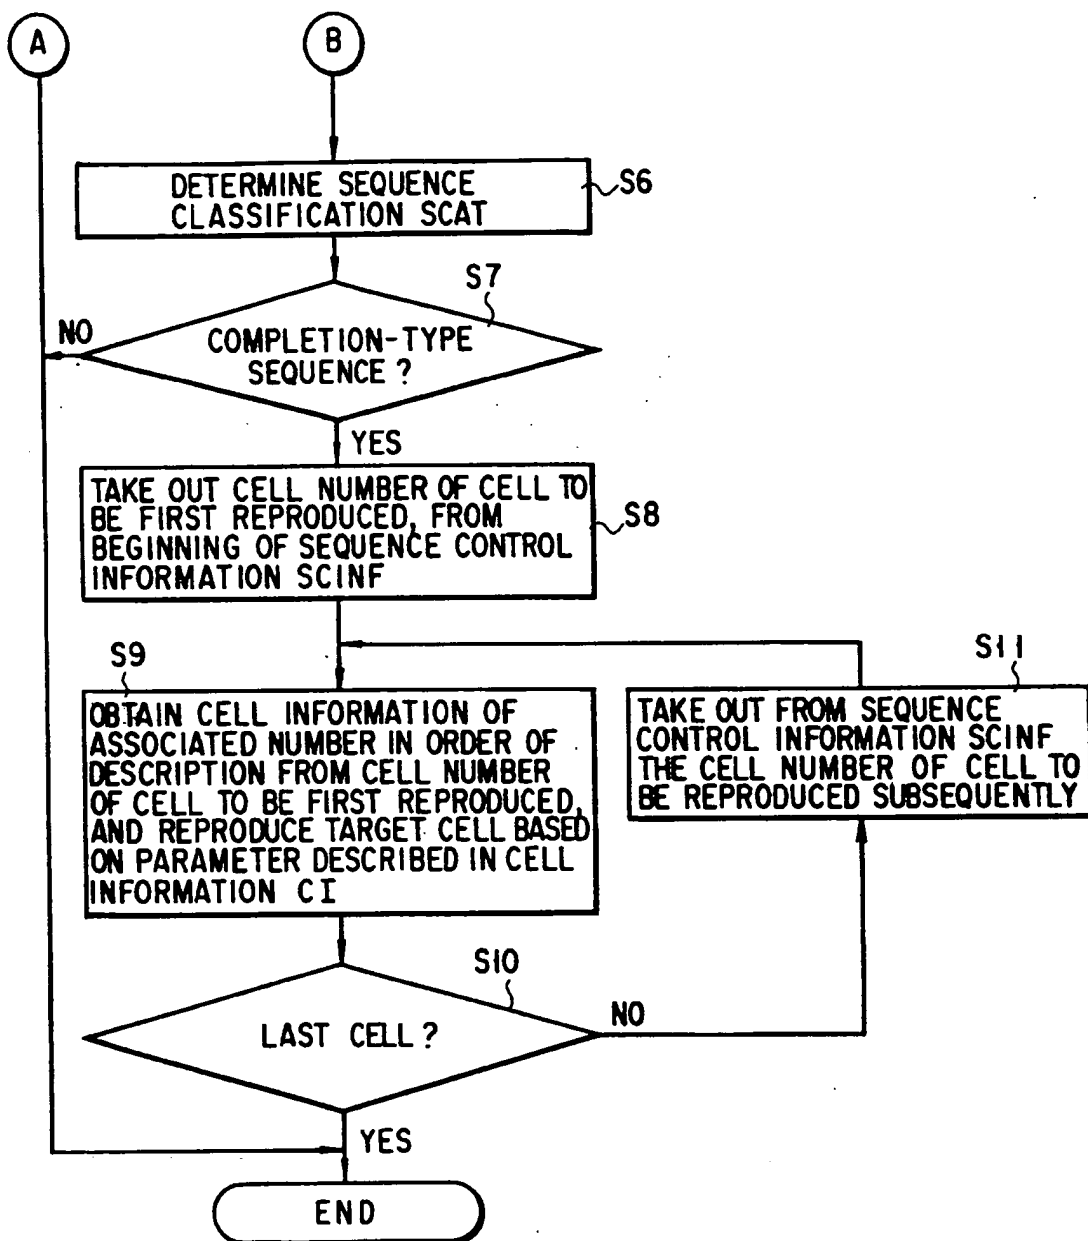 A
B
DETERMINE SEQUENCE
CLASSIFICATION SCAT
S6
S7
NO
COMPLETION-TYPE
SEQUENCE?
YES
TAKE OUT CELL NUMBER OF CELL TO
BE FIRST REPRODUCED, FROM
BEGINNING OF SEQUENCE CONTROL
INFORMATION SCINF
S8
S9
OBTAIN CELL INFORMATION OF
ASSOCIATED NUMBER IN ORDER OF
DESCRIPTION FROM CELL NUMBER
OF CELL TO BE FIRST REPRODUCED,
AND REPRODUCE TARGET CELL BASED
ON PARAMETER DESCRIBED IN CELL
INFORMATION CI
S11
TAKE OUT FROM SEQUENCE
CONTROL INFORMATION SCINF
THE CELL NUMBER OF CELL TO
BE REPRODUCED SUBSEQUENTLY
S10
LAST CELL?
NO
YES
END